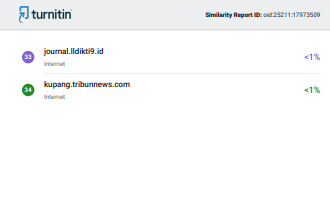 turnitin
Similarity Report ID: oid:25211:17973509
33
journal.lldikti9.id
<1%
Internet
34
kupang.tribunnews.com
<1%
Internet